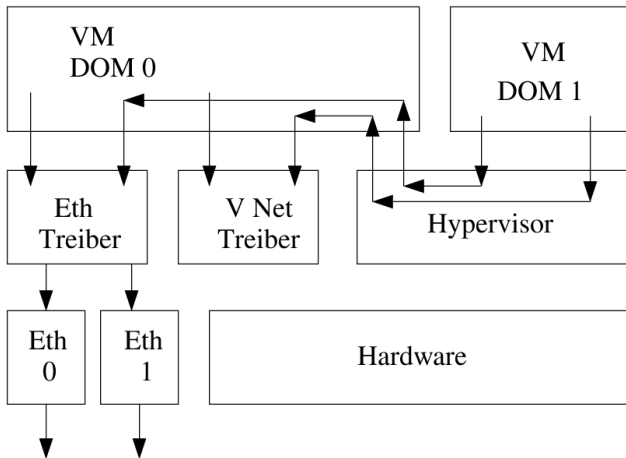 VM
DOM 0
VM
DOM 1
Eth
Treiber
V Net
Treiber
Hypervisor
Eth
0
Eth
1
Hardware